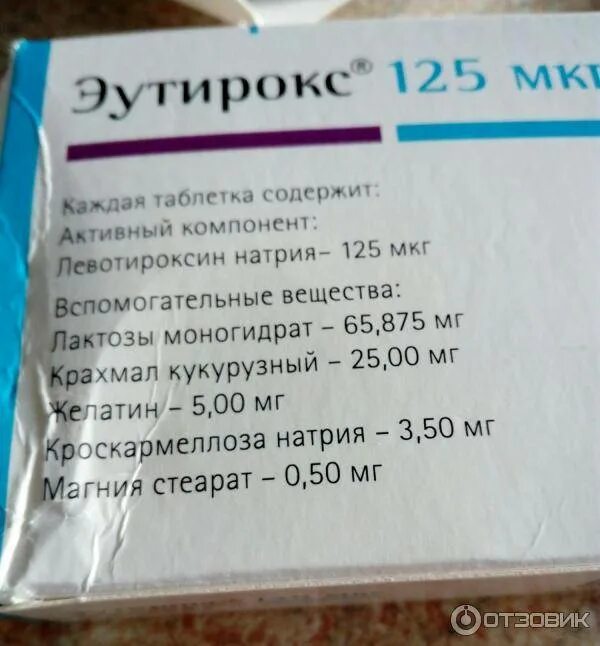 Эутирокс® 125 мкг
Каждая таблетка содержит:
Активный компонент:
Левотироксин натрия– 125 мкг
Вспомогательные вещества:
Лактозы моногидрат – 65,875 мг
Крахмал кукурузный – 25,00 мг
Желатин – 5,00 мг
Кроскармеллоза натрия – 3,50 мг
Магния стеарат – 0,50 мг
ОТЗОВИК